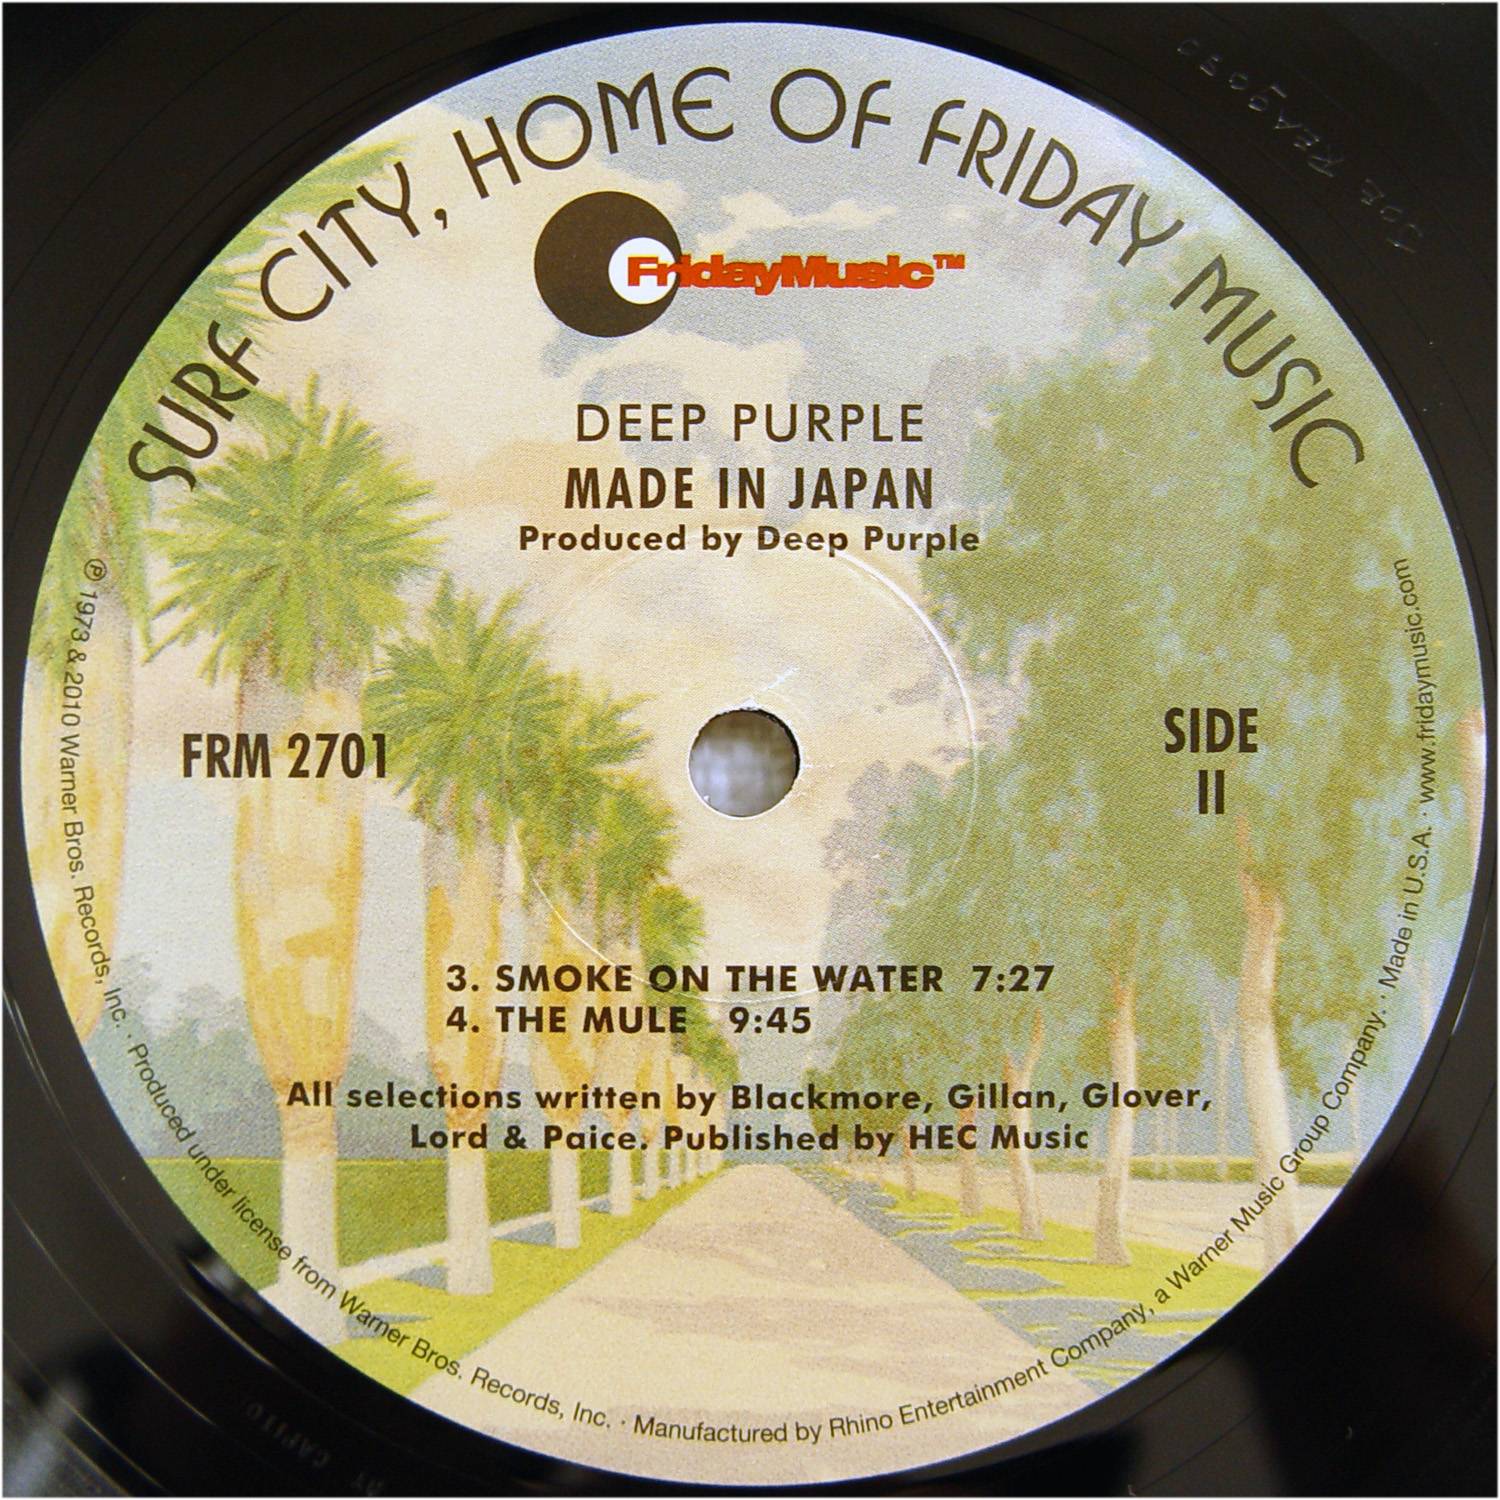 SURF CITY, HOME OF FRIDAY MUSIC
FridayMusic™
DEEP PURPLE
MADE IN JAPAN
Produced by Deep Purple
FRM 2701
SIDE
II
3. SMOKE ON THE WATER 7:27
4. THE MULE 9:45
All selections written by Blackmore, Gillan, Glover,
Lord & Paice. Published by HEC Music
℗ 1973 & 2010 Warner Bros. Records, Inc. · Produced under license from Warner Bros. Records, Inc. · Manufactured by Rhino Entertainment Company, a Warner Music Group Company. · Made in U.S.A. · www.fridaymusic.com
JOE REAGOSO